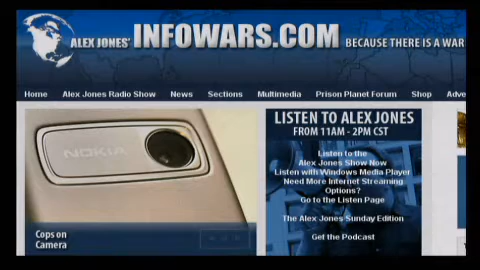 ALEX JONES' INFOWARS.COM BECAUSE THERE IS A WAR
Home Alex Jones Radio Show News Sections Multimedia Prison Planet Forum Shop Adve
NOKIA
Cops on
Camera
LISTEN TO ALEX JONES
FROM 11AM - 2PM CST
Listen to the
Alex Jones Show Now
Listen with Windows Media Player
Need More Internet Streaming
Options?
Go to the Listen Page
The Alex Jones Sunday Edition
Get the Podcast